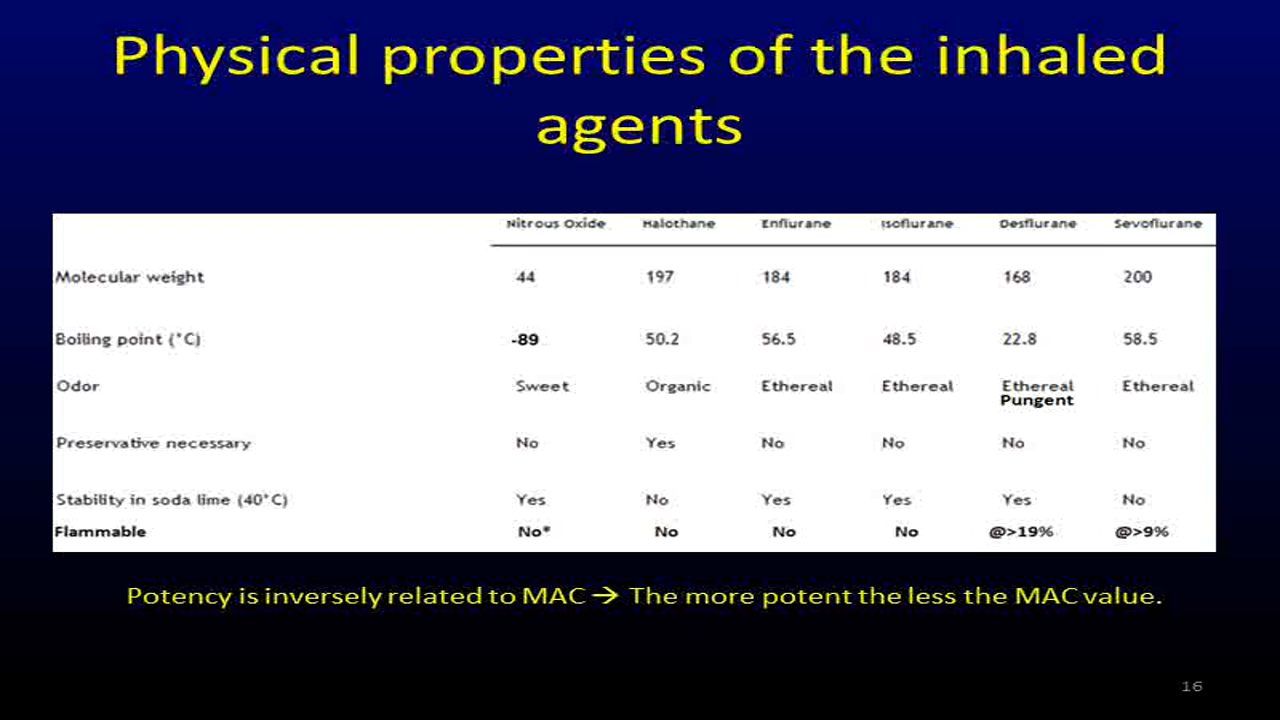 Physical properties of the inhaled
agents
Nitrous Oxide Halothane Enflurane Isoflurane Desflurane Sevoflurane
Molecular weight 44 197 184 184 168 200
Boiling point (°C) -89 50.2 56.5 48.5 22.8 58.5
Odor Sweet Organic Ethereal Ethereal Ethereal Ethereal
Pungent
Preservative necessary No Yes No No No No
Stability in soda lime (40°C) Yes No Yes Yes Yes No
Flammable No* No No No @>19% @>9%
Potency is inversely related to MAC → The more potent the less the MAC value.
16